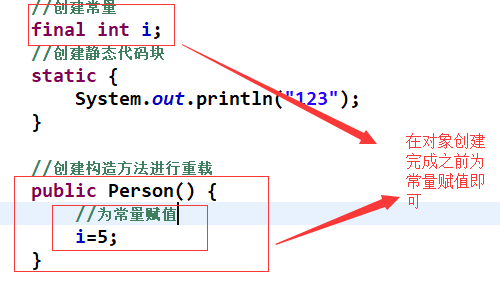 //创建常量
final int i;
//创建静态代码块
static {
System.out.println("123");
}
//创建构造方法进行重载
public Person() {
//为常量赋值
i=5;
}
在对象创建
完成之前为
常量赋值即
可